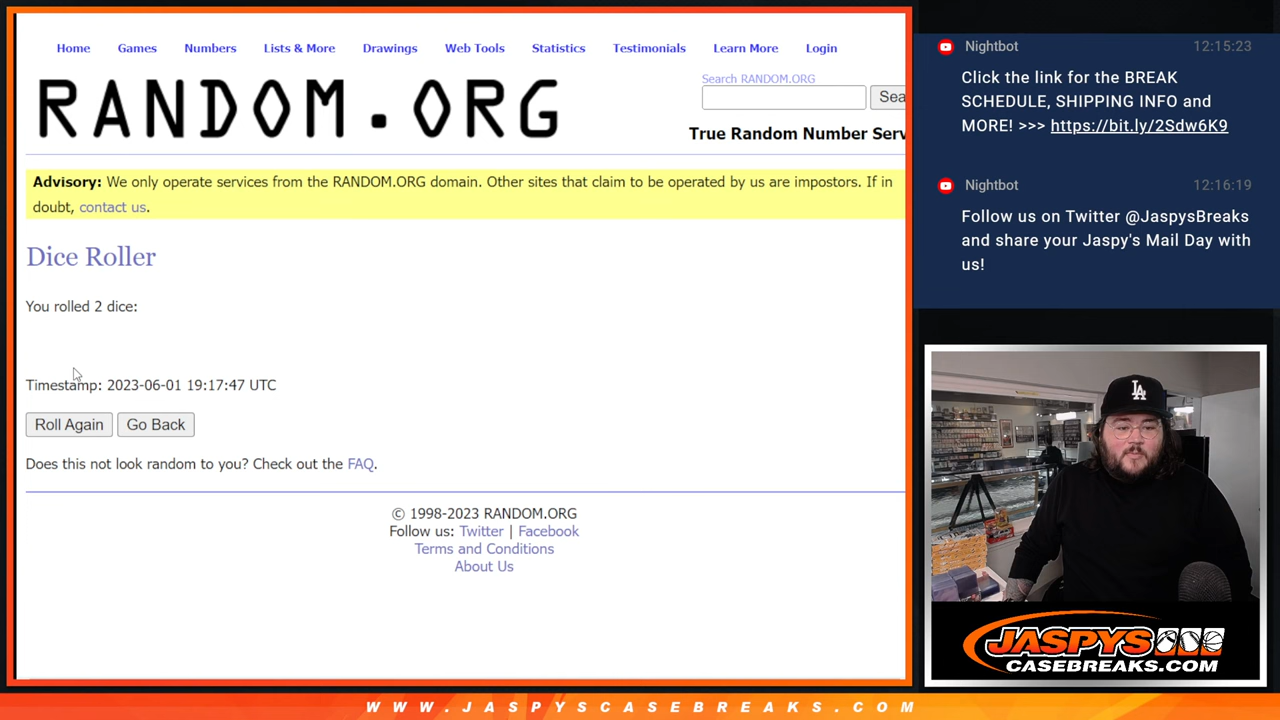 Home Games Numbers Lists & More Drawings Web Tools Statistics Testimonials Learn More Login
RANDOM.ORG
Search RANDOM.ORG
Sea
True Random Number Serv
Advisory: We only operate services from the RANDOM.ORG domain. Other sites that claim to be operated by us are impostors. If in
doubt, contact us.
Dice Roller
You rolled 2 dice:
Timestamp: 2023-06-01 19:17:47 UTC
Roll Again Go Back
Does this not look random to you? Check out the FAQ.
© 1998-2023 RANDOM.ORG
Follow us: Twitter | Facebook
Terms and Conditions
About Us
Nightbot 12:15:23
Click the link for the BREAK
SCHEDULE, SHIPPING INFO and
MORE! >>> https://bit.ly/2Sdw6K9
Nightbot 12:16:19
Follow us on Twitter @JaspysBreaks
and share your Jaspy's Mail Day with
us!
LA
JASPYS
CASEBREAKS.COM
WWW.JASPYSCASEBREAKS.COM